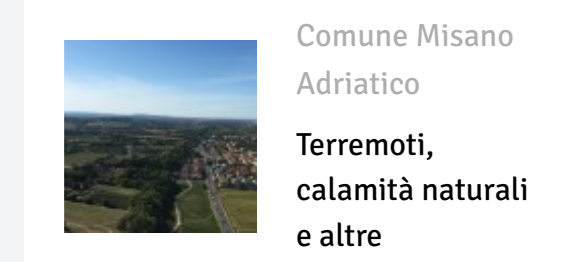 Comune Misano
Adriatico
Terremoti,
calamità naturali
e altre